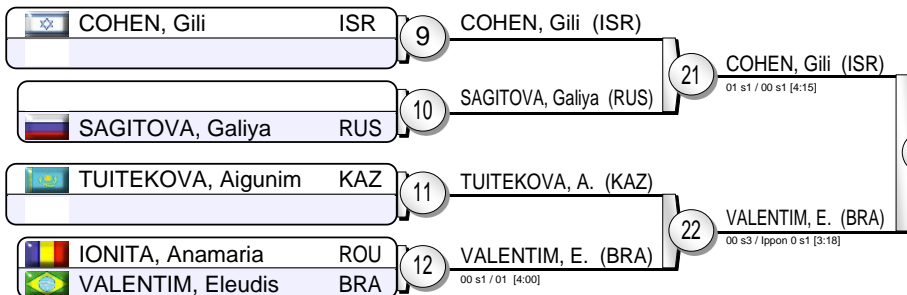 COHEN, Gili ISR
9
COHEN, Gili (ISR)
21
COHEN, Gili (ISR)
01 s1 / 00 s1 [4:15]
SAGITOVA, Galiya RUS
10
SAGITOVA, Galiya (RUS)
TUITEKOVA, Aigunim KAZ
11
TUITEKOVA, A. (KAZ)
22
VALENTIM, E. (BRA)
00 s3 / Ippon 0 s1 [3:18]
IONITA, Anamaria ROU
VALENTIM, Eleudis BRA
12
VALENTIM, E. (BRA)
00 s1 / 01 [4:00]